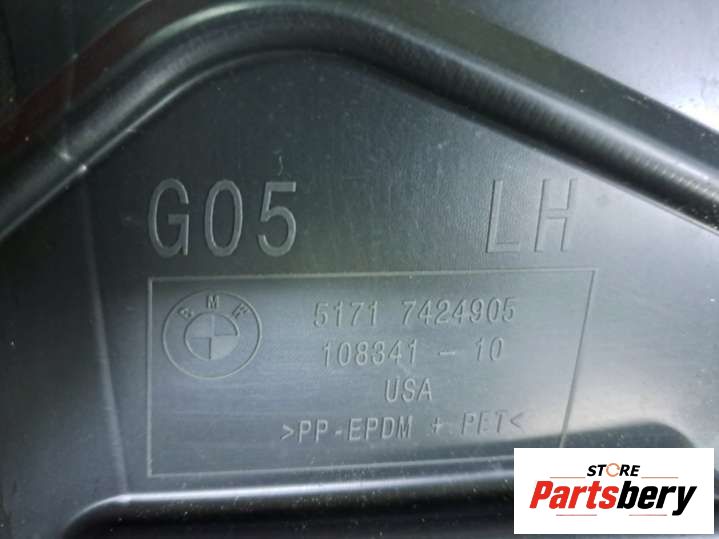 G05 LH
BMW
5171 7424905
108341 - 10
USA
>PP-EPDM + PET<
STORE
Partsbery